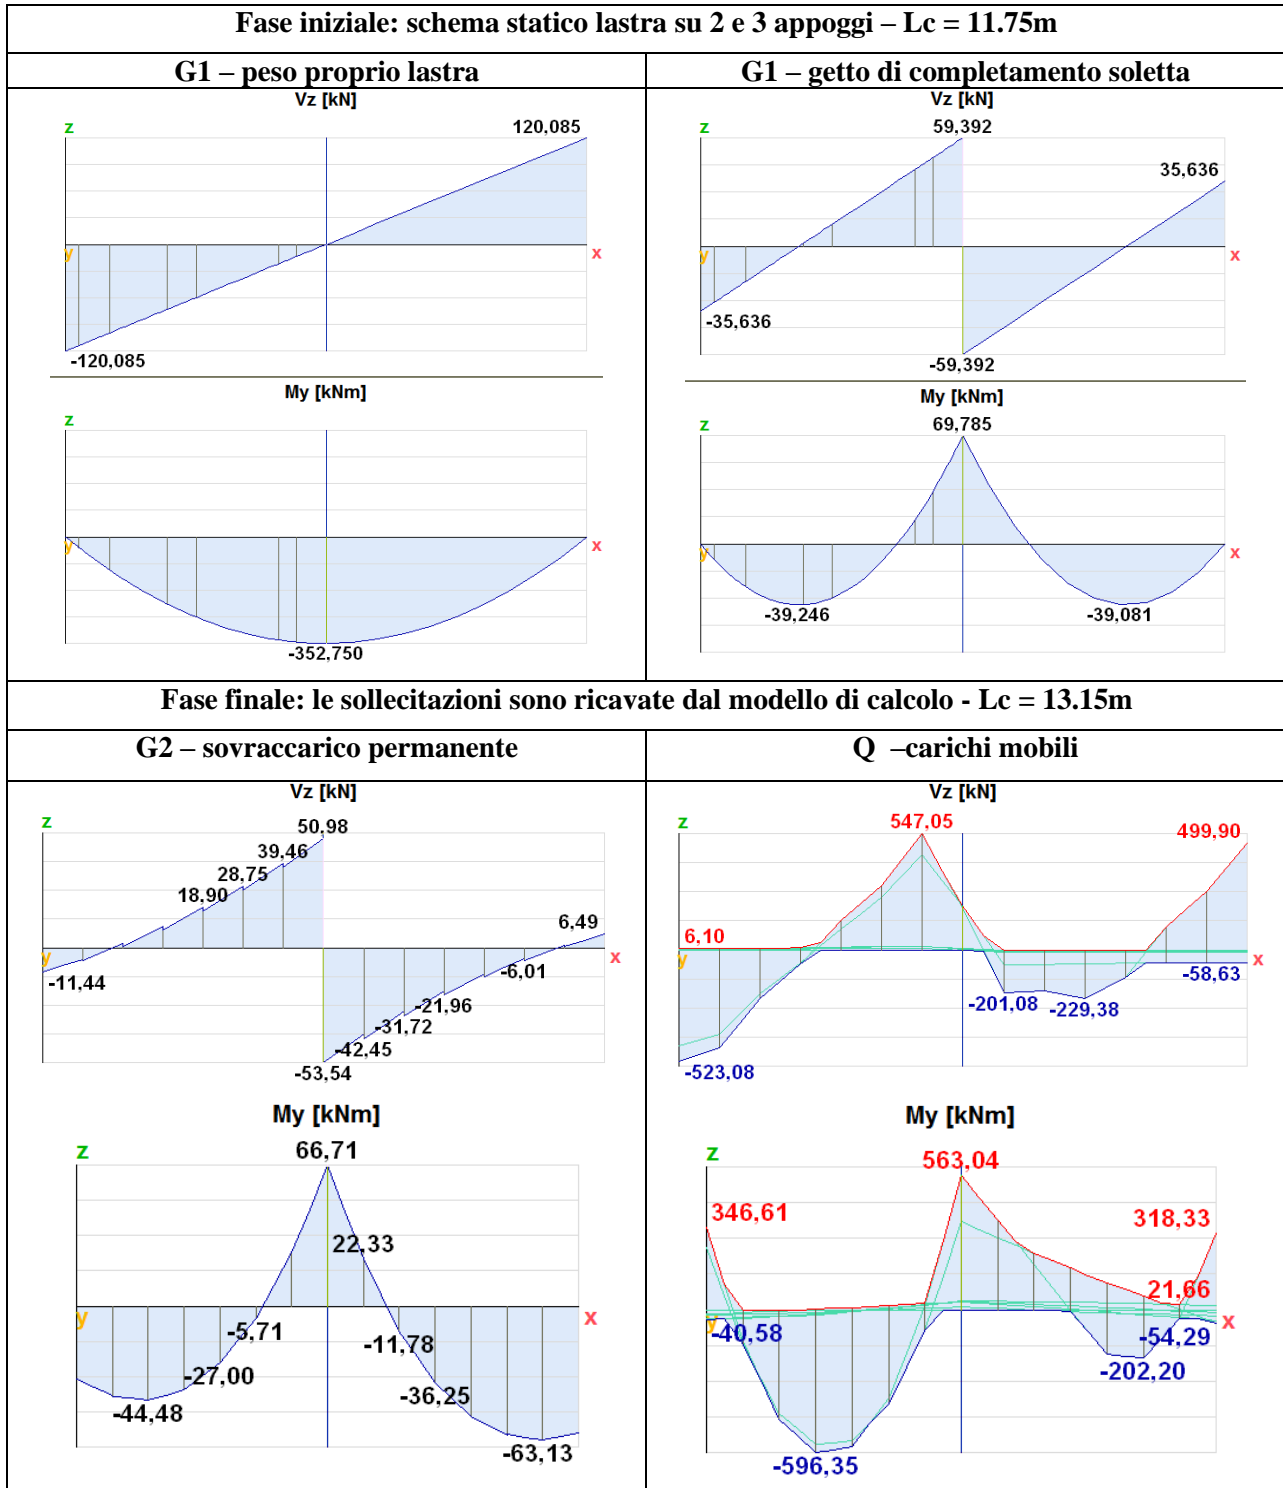 Fase iniziale: schema statico lastra su 2 e 3 appoggi – Lc = 11.75m
G1 – peso proprio lastra
Vz [kN]
z
120,085
y
x
-120,085
My [kNm]
z
y
x
-352,750
G1 – getto di completamento soletta
Vz [kN]
z
59,392
35,636
y
x
-35,636
-59,392
My [kNm]
z
69,785
y
x
-39,246
-39,081
Fase finale: le sollecitazioni sono ricavate dal modello di calcolo - Lc = 13.15m
G2 – sovraccarico permanente
Vz [kN]
z
50,98
39,46
28,75
18,90
6,49
y
x
-11,44
-6,01
-21,96
-31,72
-42,45
-53,54
My [kNm]
z
66,71
22,33
y
x
-5,71
-11,78
-27,00
-36,25
-44,48
-63,13
Q –carichi mobili
Vz [kN]
z
547,05
499,90
6,10
y
x
-58,63
-201,08
-229,38
-523,08
My [kNm]
z
563,04
346,61
318,33
21,66
y
x
-40,58
-54,29
-202,20
-596,35